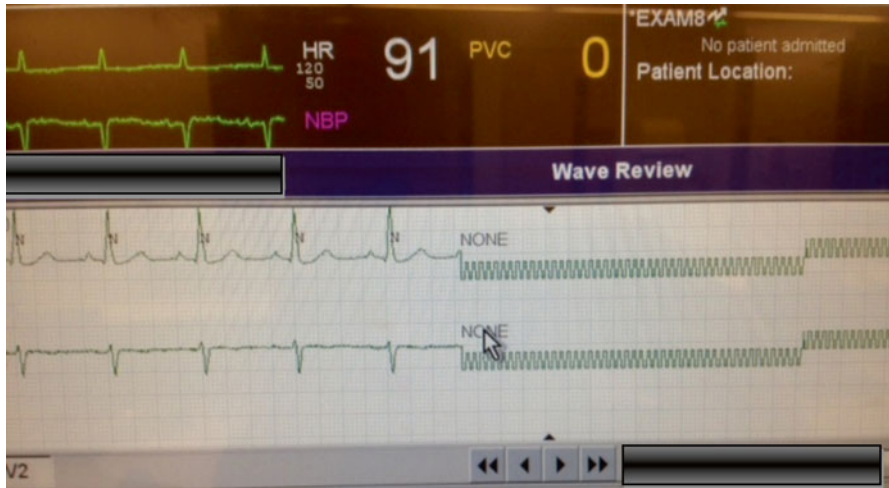 *EXAM8
No patient admitted
Patient Location:
HR
120
50
91
PVC
0
NBP
Wave Review
N N N N N NONE
NONE
V2